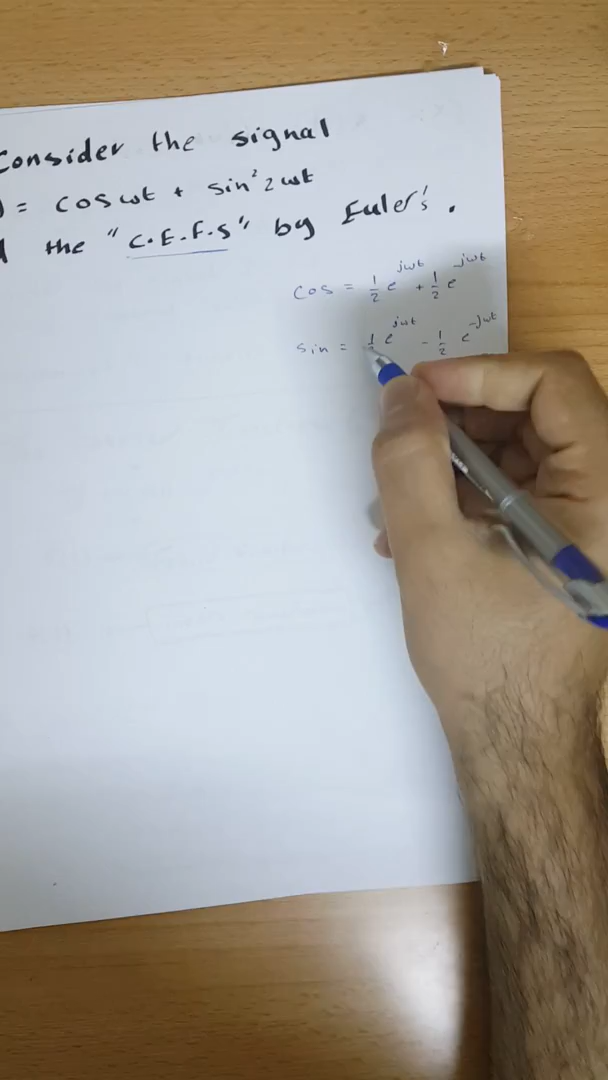 Consider the signal
) = cos ωt + sin² 2ωt
the "C.E.F.S" by Euler's.
cos = 1/2 e^jωt + 1/2 e^-jωt
sin = 1/2 e^jωt - 1/2 e^-jωt